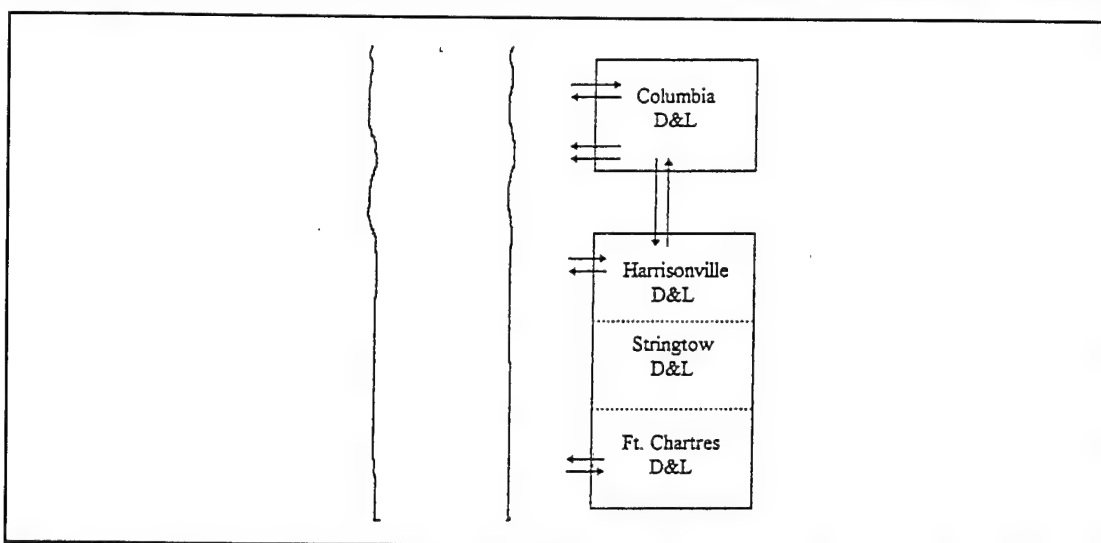 Columbia
D&L
Harrisonville
D&L
Stringtow
D&L
Ft. Chartres
D&L